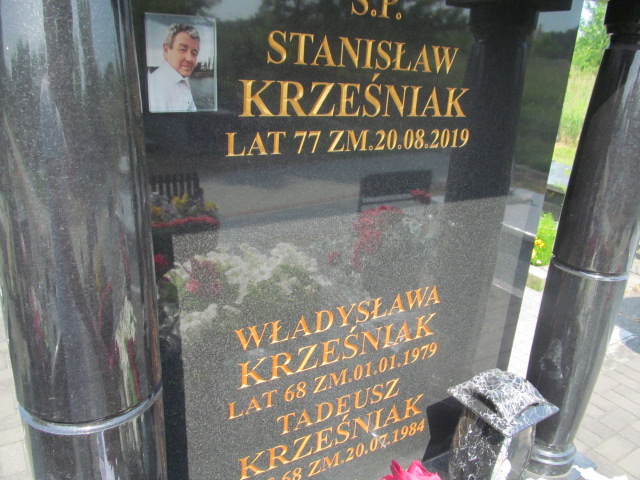 Ś.P.
STANISŁAW
KRZEŚNIAK
LAT 77 ZM.20.08.2019
WŁADYSŁAWA
KRZEŚNIAK
LAT 68 ZM.01.01.1979
TADEUSZ
KRZEŚNIAK
68 ZM.20.07.1984